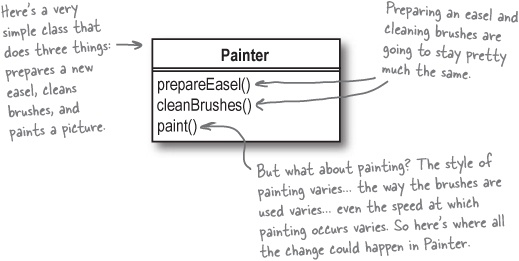 Here's a very
simple class that
does three things:
prepares a new
easel, cleans
brushes, and
paints a picture.
Painter
prepareEasel()
cleanBrushes()
paint()
Preparing an easel and
cleaning brushes are
going to stay pretty
much the same.
But what about painting? The style of
painting varies... the way the brushes are
used varies... even the speed at which
painting occurs varies. So here's where all
the change could happen in Painter.